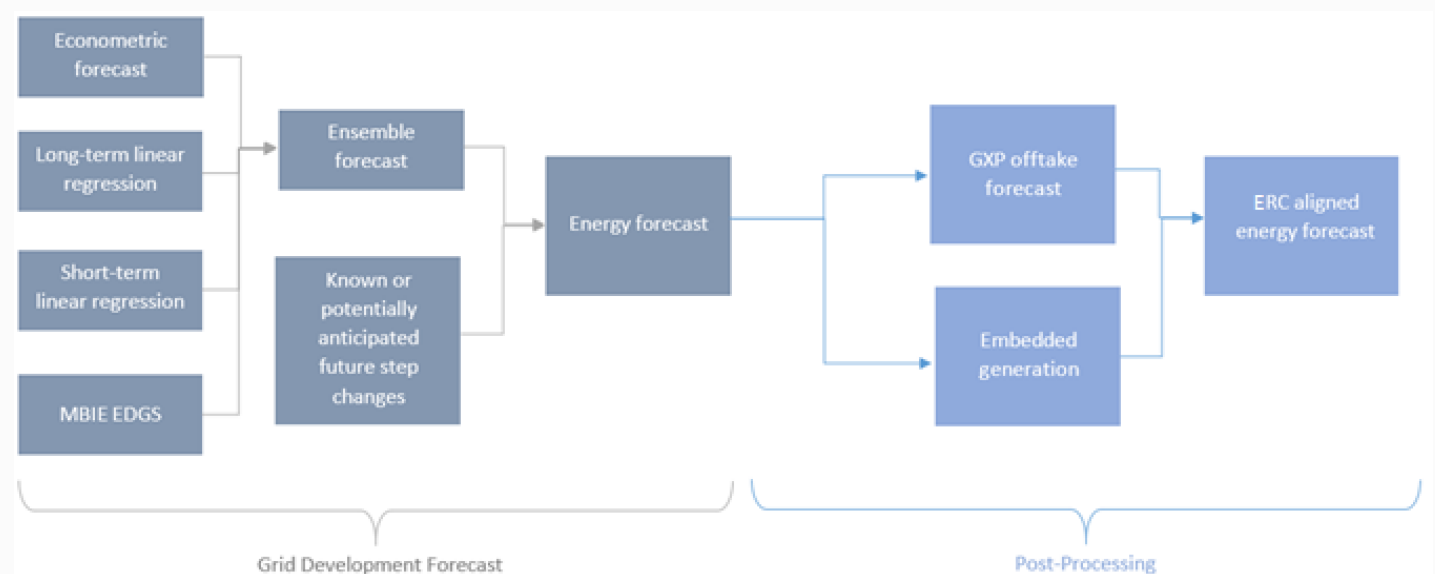 Econometric
forecast
Long-term linear
regression
Short-term
linear regression
MBIE EDGS
Ensemble
forecast
Known or
potentially
anticipated
future step
changes
Energy forecast
GXP offtake
forecast
Embedded
generation
ERC aligned
energy forecast
Grid Development Forecast
Post-Processing